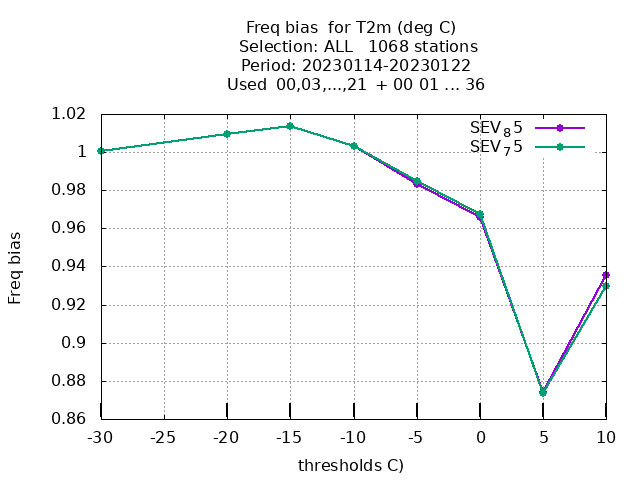 Freq bias  for T2m (deg C)
Selection: ALL   1068 stations
Period: 20230114-20230122
Used  00,03,...,21  + 00 01 ... 36
SEV85
SEV75
1.02
1
0.98
0.96
0.94
0.92
0.9
0.88
0.86
Freq bias
-30 -25 -20 -15 -10 -5 0 5 10
thresholds C)